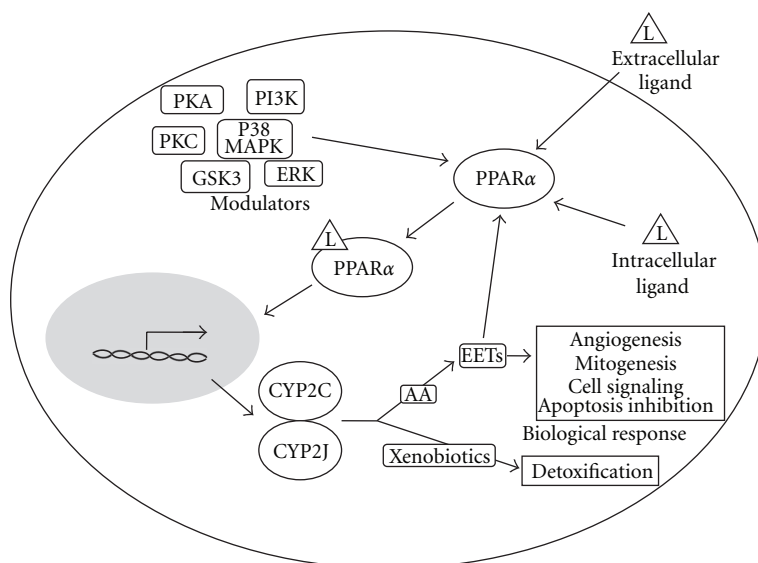 L
Extracellular
ligand
PKA
PI3K
PKC
P38
MAPK
GSK3
ERK
Modulators
PPARα
L
PPARα
L
Intracellular
ligand
CYP2C
CYP2J
AA
EETs
Angiogenesis
Mitogenesis
Cell signaling
Apoptosis inhibition
Biological response
Xenobiotics
Detoxification